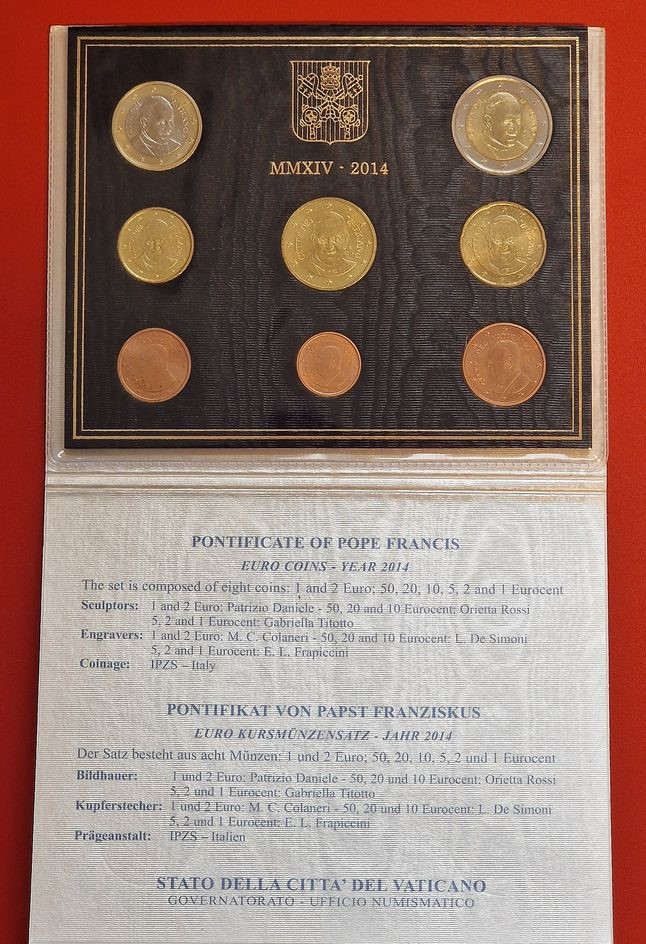 MMXIV - 2014
PONTIFICATE OF POPE FRANCIS
EURO COINS - YEAR 2014
The set is composed of eight coins: 1 and 2 Euro; 50, 20, 10, 5, 2 and 1 Eurocent
Sculptors: 1 and 2 Euro: Patrizio Daniele - 50, 20 and 10 Eurocent: Orietta Rossi
5, 2 and 1 Eurocent: Gabriella Titotto
Engravers: 1 and 2 Euro: M. C. Colaneri - 50, 20 and 10 Eurocent: L. De Simoni
5, 2 and 1 Eurocent: E. L. Frapiccini
Coinage: IPZS – Italy
PONTIFIKAT VON PAPST FRANZISKUS
EURO KURSMÜNZENSATZ - JAHR 2014
Der Satz besteht aus acht Münzen: 1 und 2 Euro; 50, 20, 10, 5, 2 und 1 Eurocent
Bildhauer: 1 und 2 Euro: Patrizio Daniele - 50, 20 und 10 Eurocent: Orietta Rossi
5, 2 und 1 Eurocent: Gabriella Titotto
Kupferstecher: 1 und 2 Euro: M. C. Colaneri - 50, 20 und 10 Eurocent: L. De Simoni
5, 2 und 1 Eurocent: E. L. Frapiccini
Prägeanstalt: IPZS – Italien
STATO DELLA CITTA' DEL VATICANO
GOVERNATORATO - UFFICIO NUMISMATICO